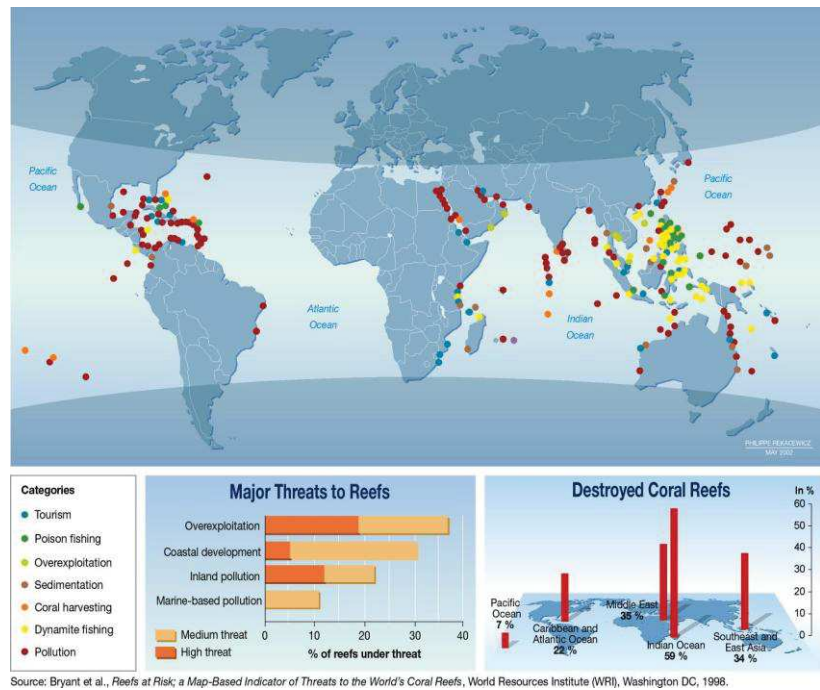 Pacific
Ocean
Pacific
Ocean
Atlantic
Ocean
Indian
Ocean
PHILIPPE REKACEWICZ
MAY 2002
Categories
Tourism
Poison fishing
Overexploitation
Sedimentation
Coral harvesting
Dynamite fishing
Pollution
Major Threats to Reefs
Overexploitation
Coastal development
Inland pollution
Marine-based pollution
0 10 20 30 40
Medium threat
High threat
% of reefs under threat
Destroyed Coral Reefs
In %
60
50
40
30
20
10
0
Pacific
Ocean
7 %
Caribbean and
Atlantic Ocean
22 %
Middle East
35 %
Indian Ocean
59 %
Southeast and
East Asia
34 %
Source: Bryant et al., Reefs at Risk; a Map-Based Indicator of Threats to the World's Coral Reefs, World Resources Institute (WRI), Washington DC, 1998.